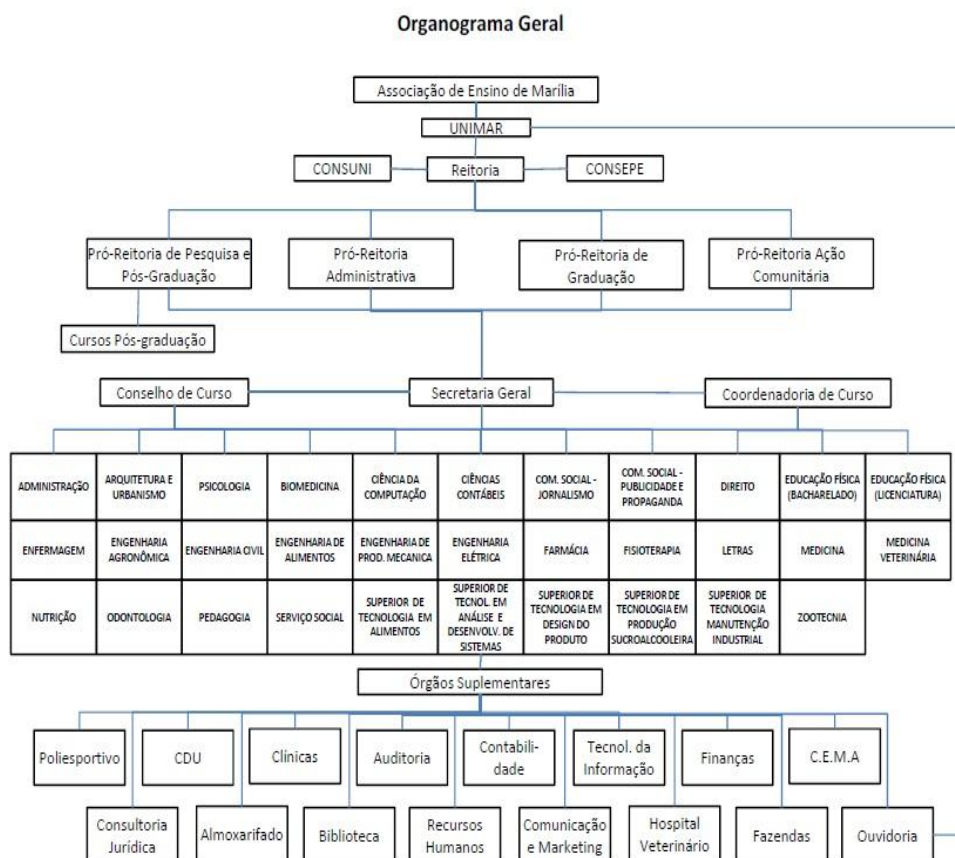 Organograma Geral
Associação de Ensino de Marília
UNIMAR
CONSUNI
Reitoria
CONSEPE
Pró-Reitoria de Pesquisa e
Pós-Graduação
Pró-Reitoria
Administrativa
Pró-Reitoria de
Graduação
Pró-Reitoria Ação
Comunitária
Cursos Pós-graduação
Conselho de Curso
Secretaria Geral
Coordenadoria de Curso
ADMINISTRAÇÃO
ARQUITETURA E
URBANISMO
PSICOLOGIA
BIOMEDICINA
CIÊNCIA DA
COMPUTAÇÃO
CIÊNCIAS
CONTÁBEIS
COM. SOCIAL -
JORNALISMO
COM. SOCIAL -
PUBLICIDADE E
PROPAGANDA
DIREITO
EDUCAÇÃO FÍSICA
(BACHARELADO)
EDUCAÇÃO FÍSICA
(LICENCIATURA)
ENFERMAGEM
ENGENHARIA
AGRONÔMICA
ENGENHARIA CIVIL
ENGENHARIA DE
ALIMENTOS
ENGENHARIA DE
PROD. MECANICA
ENGENHARIA
ELÉTRICA
FARMÁCIA
FISIOTERAPIA
LETRAS
MEDICINA
MEDICINA
VETERINÁRIA
NUTRIÇÃO
ODONTOLOGIA
PEDAGOGIA
SERVIÇO SOCIAL
SUPERIOR DE
TECNOLOGIA EM
ALIMENTOS
SUPERIOR DE
TECNOL. EM
ANÁLISE E
DESENVOLV. DE
SISTEMAS
SUPERIOR DE
TECNOLOGIA EM
DESIGN DO
PRODUTO
SUPERIOR DE
TECNOLOGIA EM
PRODUÇÃO
SUCROALCOOLEIRA
SUPERIOR DE
TECNOLOGIA
MANUTENÇÃO
INDUSTRIAL
ZOOTECNIA
Órgãos Suplementares
Poliesportivo
CDU
Clínicas
Auditoria
Contabili-
dade
Tecnol. da
Informação
Finanças
C.E.M.A
Consultoria
Jurídica
Almoxarifado
Biblioteca
Recursos
Humanos
Comunicação
e Marketing
Hospital
Veterinário
Fazendas
Ouvidoria